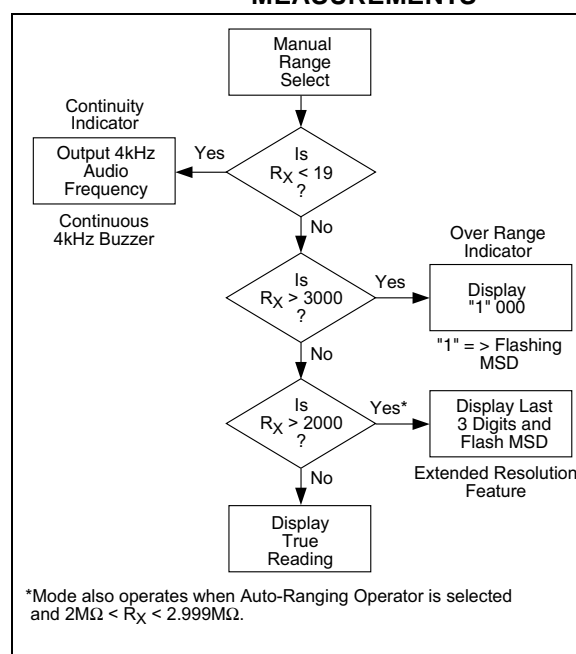 MEASUREMENTS
Manual
Range
Select
Continuity
Indicator
Output 4kHz
Audio
Frequency
Continuous
4kHz Buzzer
Yes
Is
RX < 19
?
No
Is
RX > 3000
?
Yes
Over Range
Indicator
Display
"1" 000
"1" = > Flashing
MSD
No
Is
RX > 2000
?
Yes*
Display Last
3 Digits and
Flash MSD
Extended Resolution
Feature
No
Display
True
Reading
*Mode also operates when Auto-Ranging Operator is selected
and 2MΩ < RX < 2.999MΩ.